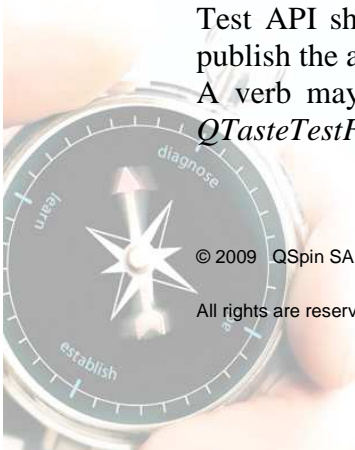 Test API sh
publish the a
A verb may
QTasteTestF
diagnose
learn
© 2009 QSpin SA
All rights are reserv
establish